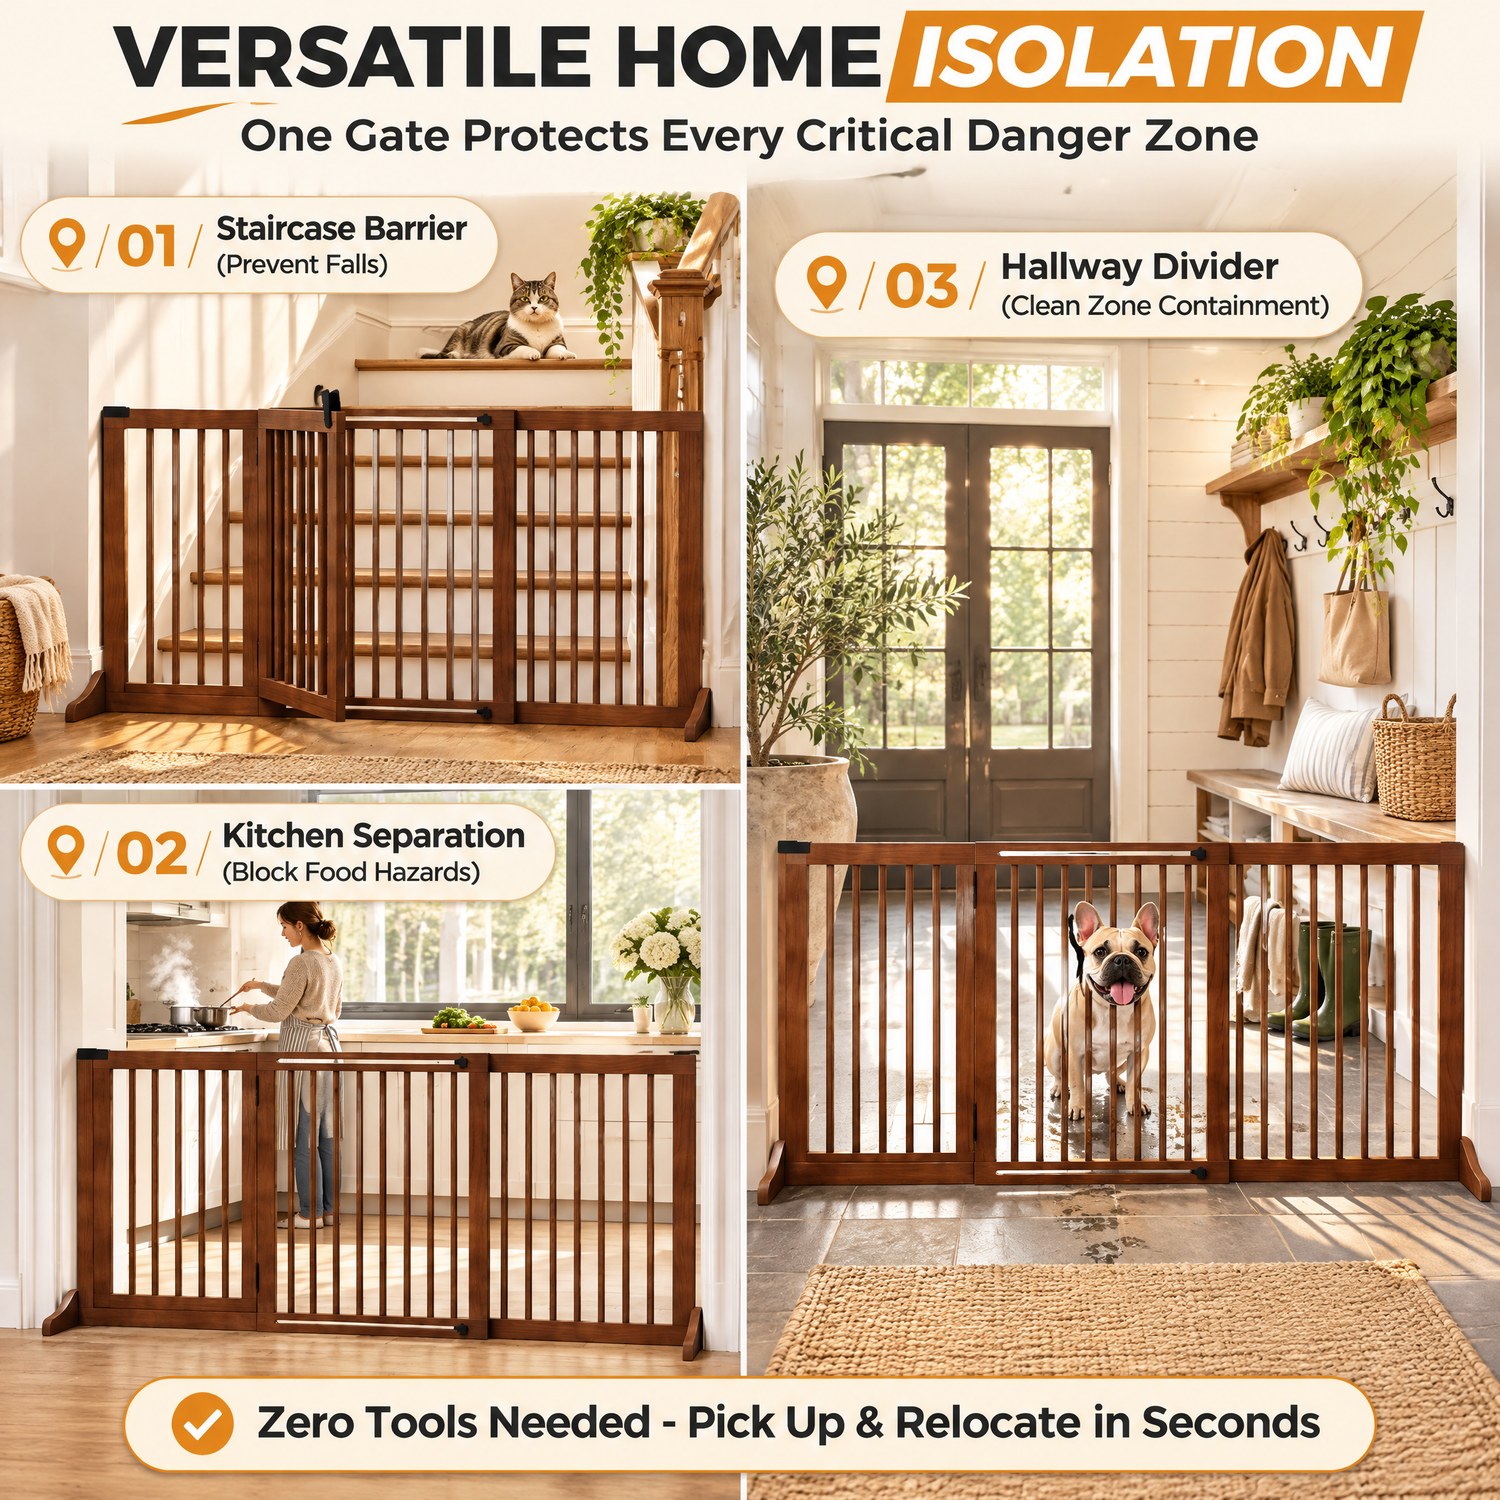 VERSATILE HOME ISOLATION
One Gate Protects Every Critical Danger Zone
/ 01 / Staircase Barrier
(Prevent Falls)
/ 02 / Kitchen Separation
(Block Food Hazards)
/ 03 / Hallway Divider
(Clean Zone Containment)
Zero Tools Needed - Pick Up & Relocate in Seconds